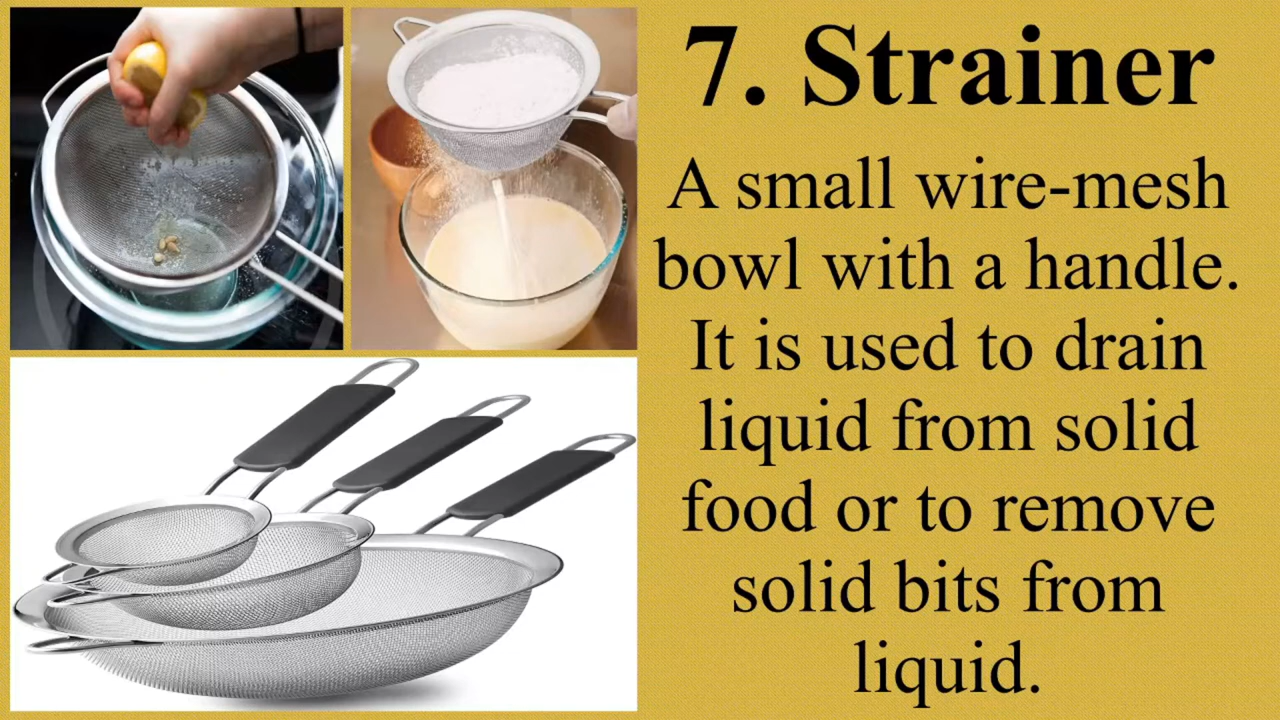 7. Strainer
A small wire-mesh
bowl with a handle.
It is used to drain
liquid from solid
food or to remove
solid bits from
liquid.